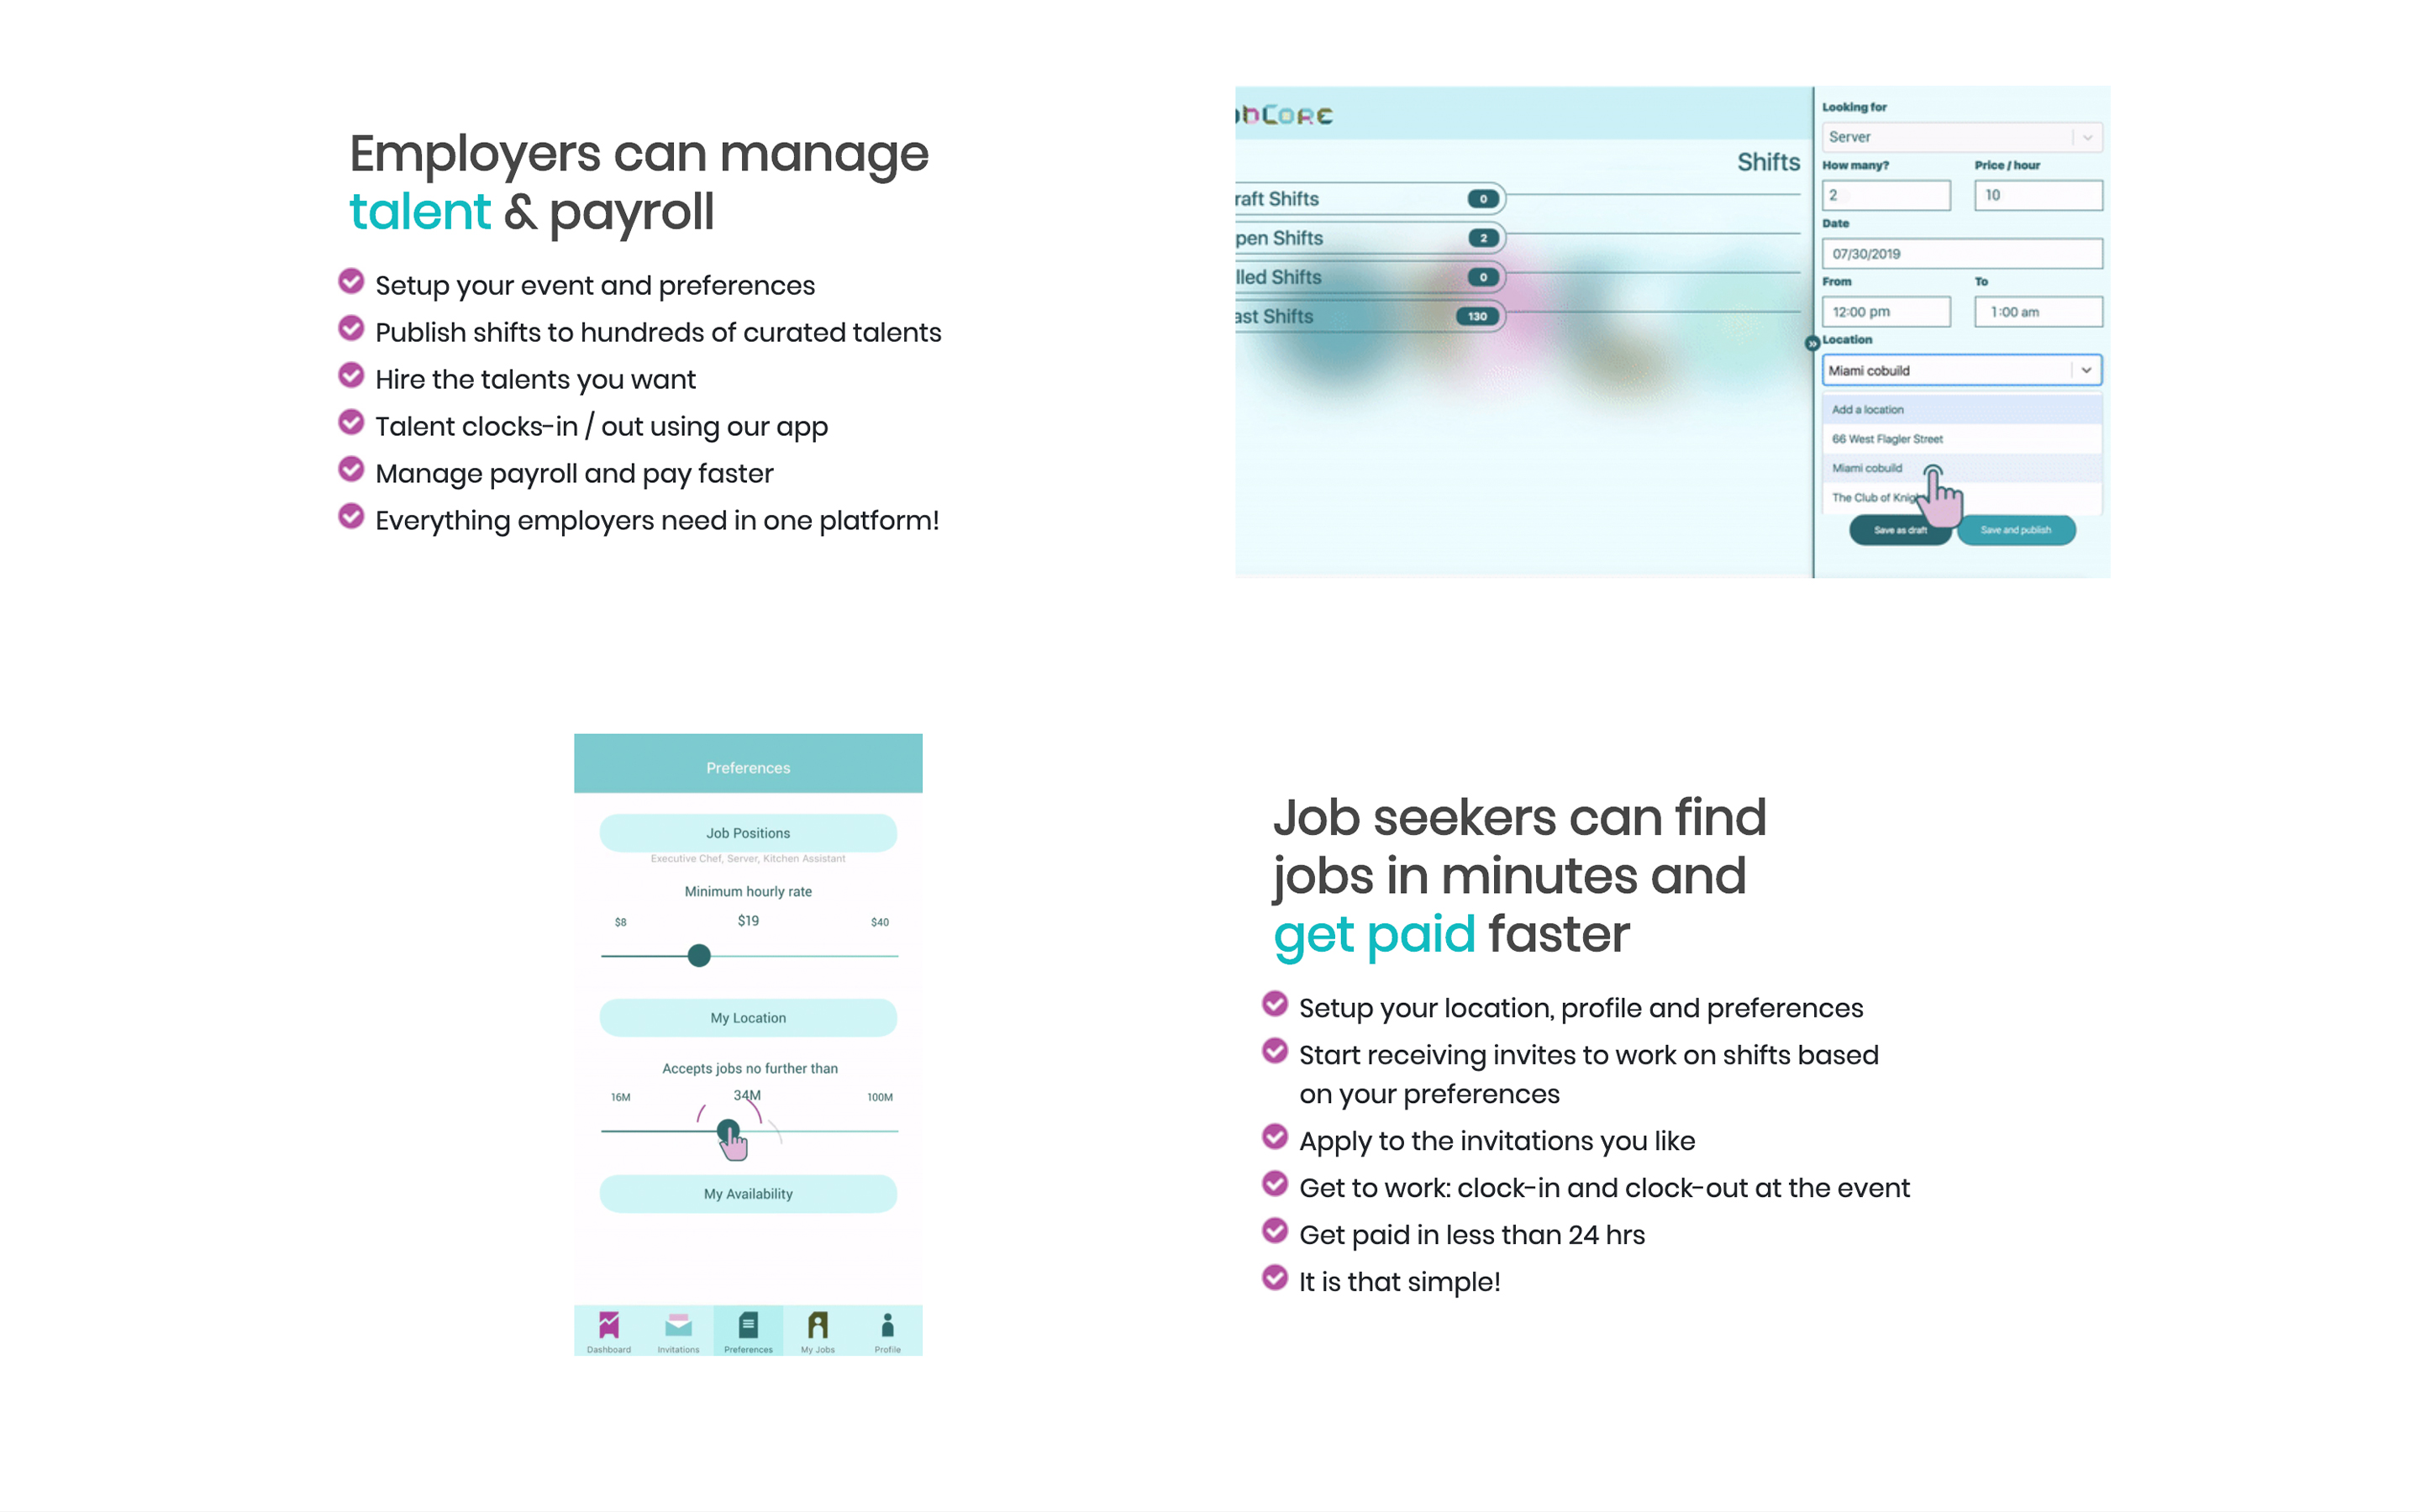 Employers can manage
talent & payroll
Setup your event and preferences
Publish shifts to hundreds of curated talents
Hire the talents you want
Talent clocks-in / out using our app
Manage payroll and pay faster
Everything employers need in one platform!
bCore
Shifts
raft Shifts 0
pen Shifts 2
lled Shifts 0
ast Shifts 130
Looking for
Server
How many? Price / hour
2 10
Date
07/30/2019
From To
12:00 pm 1:00 am
Location
Miami cobuild
Add a location
66 West Flagler Street
Miami cobuild
The Club of
Save as draft Save and publish
Preferences
Job Positions
Executive Chef, Server, Kitchen Assistant
Minimum hourly rate
$8 $19 $40
My Location
Accepts jobs no further than
16M 34M 100M
My Availability
Dashboard Invitations Preferences My Jobs Profile
Job seekers can find
jobs in minutes and
get paid faster
Setup your location, profile and preferences
Start receiving invites to work on shifts based
on your preferences
Apply to the invitations you like
Get to work: clock-in and clock-out at the event
Get paid in less than 24 hrs
It is that simple!